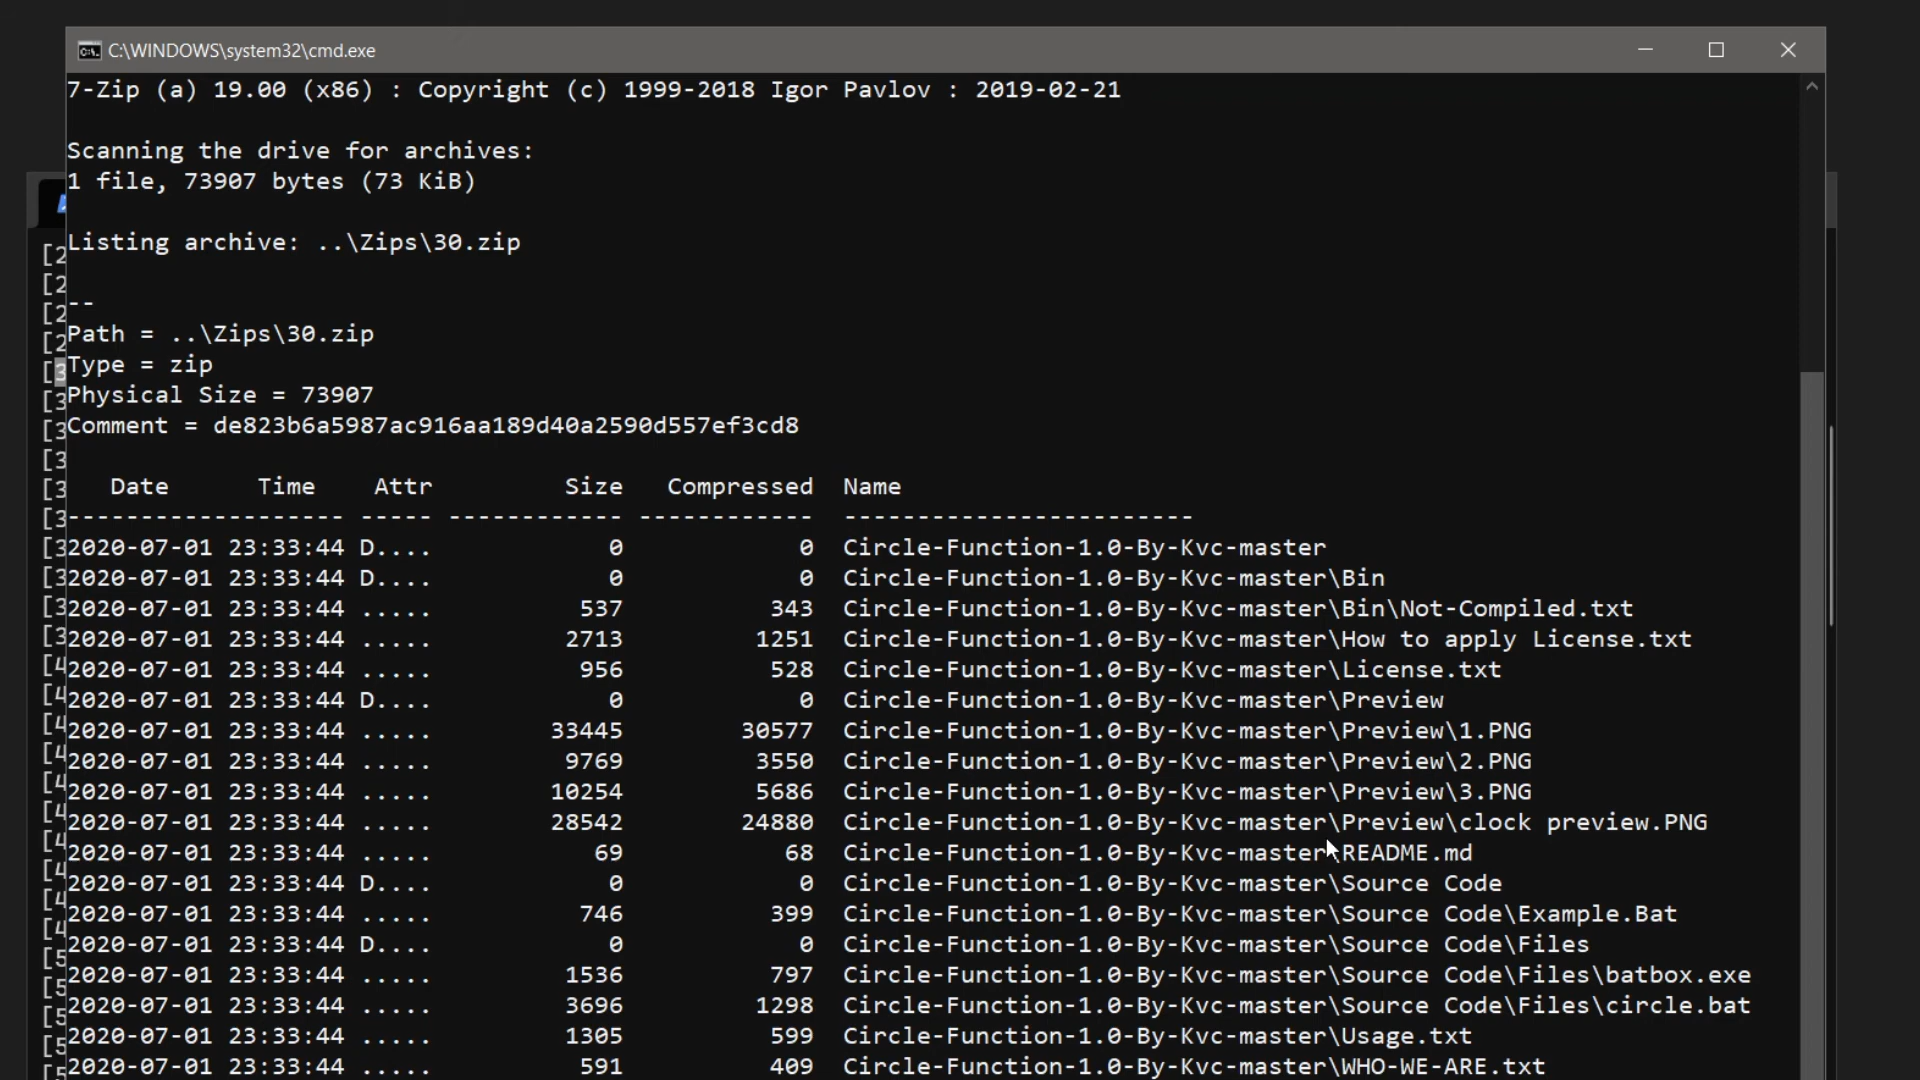 C:\WINDOWS\system32\cmd.exe
7-Zip (a) 19.00 (x86) : Copyright (c) 1999-2018 Igor Pavlov : 2019-02-21
Scanning the drive for archives:
1 file, 73907 bytes (73 KiB)
Listing archive: ..\Zips\30.zip
--
Path = ..\Zips\30.zip
Type = zip
Physical Size = 73907
Comment = de823b6a5987ac916aa189d40a2590d557ef3cd8
   Date      Time    Attr         Size   Compressed  Name
------------------- ----- ------------ ------------  ------------------------
2020-07-01 23:33:44 D....            0            0  Circle-Function-1.0-By-Kvc-master
2020-07-01 23:33:44 D....            0            0  Circle-Function-1.0-By-Kvc-master\Bin
2020-07-01 23:33:44 .....          537          343  Circle-Function-1.0-By-Kvc-master\Bin\Not-Compiled.txt
2020-07-01 23:33:44 .....         2713         1251  Circle-Function-1.0-By-Kvc-master\How to apply License.txt
2020-07-01 23:33:44 .....          956          528  Circle-Function-1.0-By-Kvc-master\License.txt
2020-07-01 23:33:44 D....            0            0  Circle-Function-1.0-By-Kvc-master\Preview
2020-07-01 23:33:44 .....        33445        30577  Circle-Function-1.0-By-Kvc-master\Preview\1.PNG
2020-07-01 23:33:44 .....         9769         3550  Circle-Function-1.0-By-Kvc-master\Preview\2.PNG
2020-07-01 23:33:44 .....        10254         5686  Circle-Function-1.0-By-Kvc-master\Preview\3.PNG
2020-07-01 23:33:44 .....        28542        24880  Circle-Function-1.0-By-Kvc-master\Preview\clock preview.PNG
2020-07-01 23:33:44 .....           69           68  Circle-Function-1.0-By-Kvc-master\README.md
2020-07-01 23:33:44 D....            0            0  Circle-Function-1.0-By-Kvc-master\Source Code
2020-07-01 23:33:44 .....          746          399  Circle-Function-1.0-By-Kvc-master\Source Code\Example.Bat
2020-07-01 23:33:44 D....            0            0  Circle-Function-1.0-By-Kvc-master\Source Code\Files
2020-07-01 23:33:44 .....         1536          797  Circle-Function-1.0-By-Kvc-master\Source Code\Files\batbox.exe
2020-07-01 23:33:44 .....         3696         1298  Circle-Function-1.0-By-Kvc-master\Source Code\Files\circle.bat
2020-07-01 23:33:44 .....         1305          599  Circle-Function-1.0-By-Kvc-master\Usage.txt
2020-07-01 23:33:44 .....          591          409  Circle-Function-1.0-By-Kvc-master\WHO-WE-ARE.txt